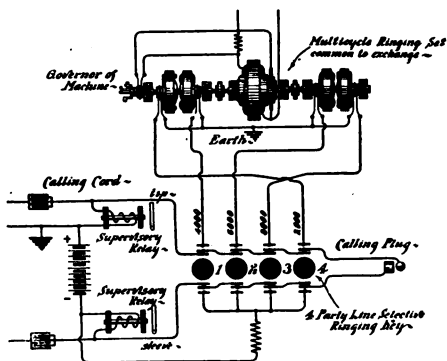 Multicycle Ringing Set
common to exchange
Governor of
Machine
Earth
Calling Cord
tip
+
Supervisory
Relay
-
Supervisory
Relay
sleeve
Calling Plug
1 2 3 4
4 Party Line Selective
Ringing Key